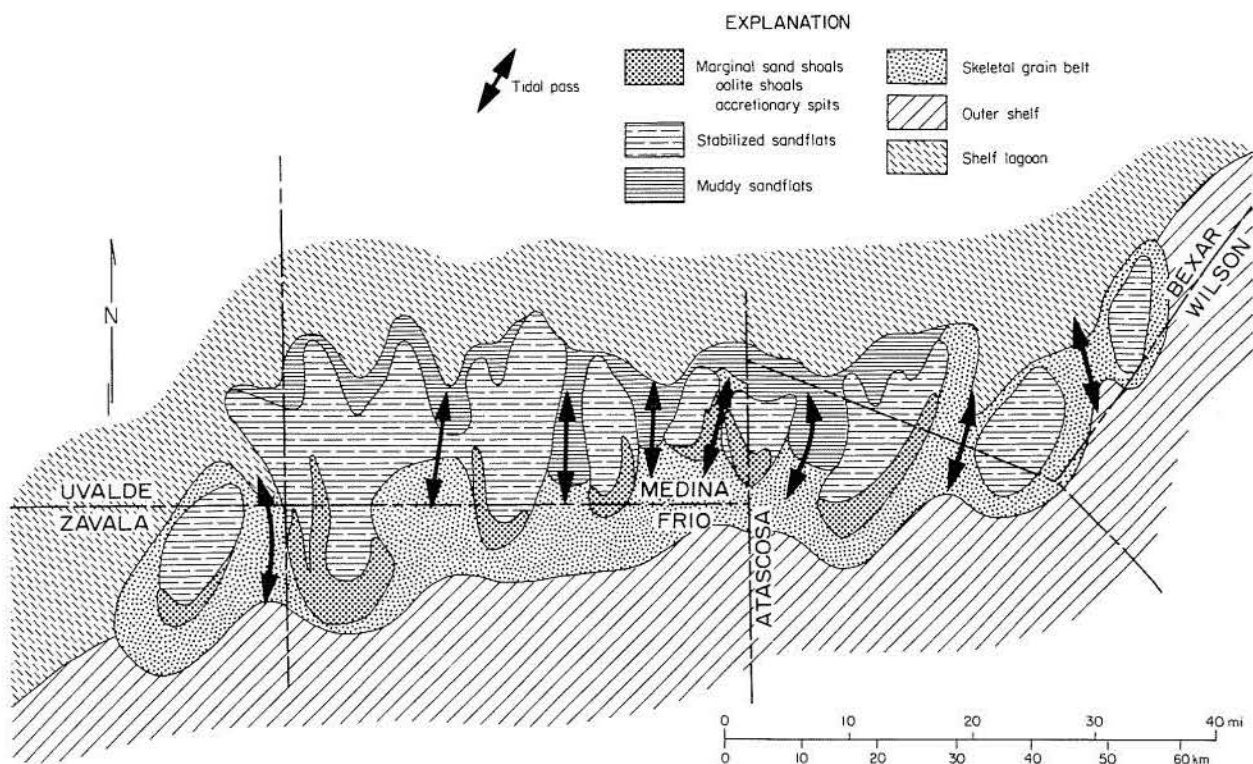 EXPLANATION
Tidal pass
Marginal sand shoals
oolite shoals
accretionary spits
Stabilized sandflats
Muddy sandflats
Skeletal grain belt
Outer shelf
Shelf lagoon
N
BEXAR
WILSON
UVALDE
ZAVALA
MEDINA
FRIO
ATASCOSA
0 10 20 30 40 mi
0 10 20 30 40 50 60 km